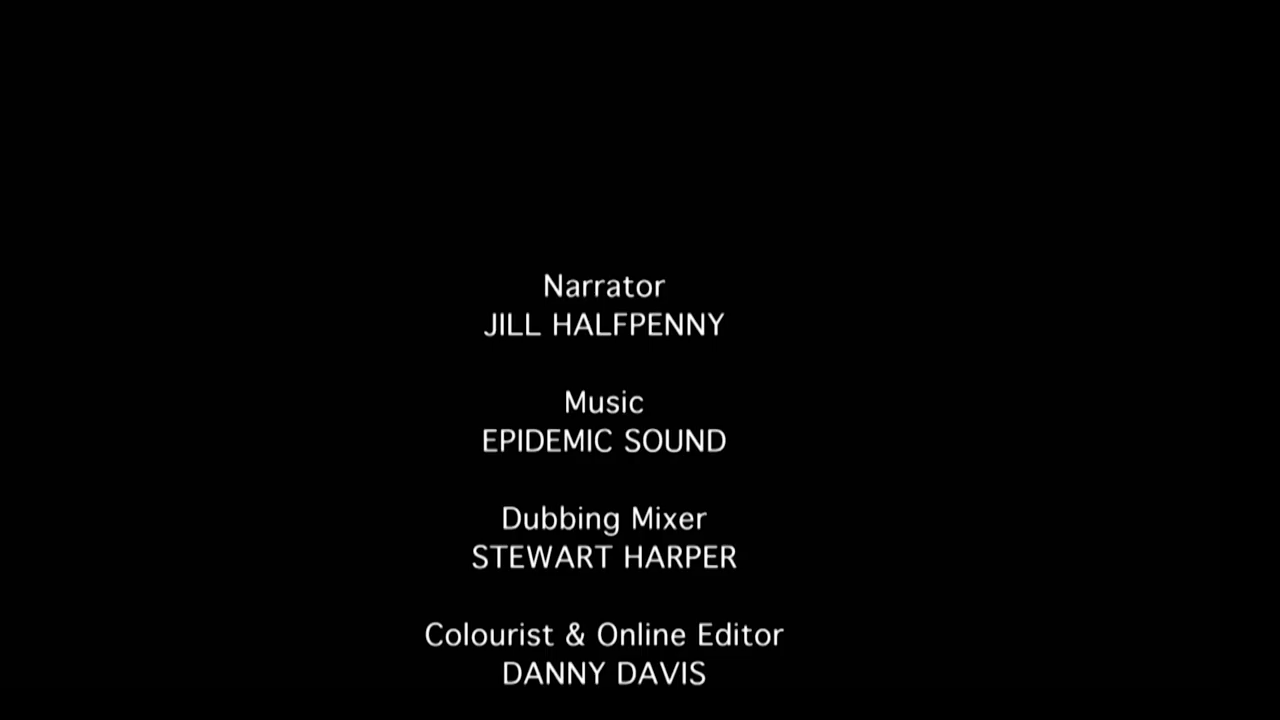 Narrator
JILL HALFPENNY
Music
EPIDEMIC SOUND
Dubbing Mixer
STEWART HARPER
Colourist & Online Editor
DANNY DAVIS